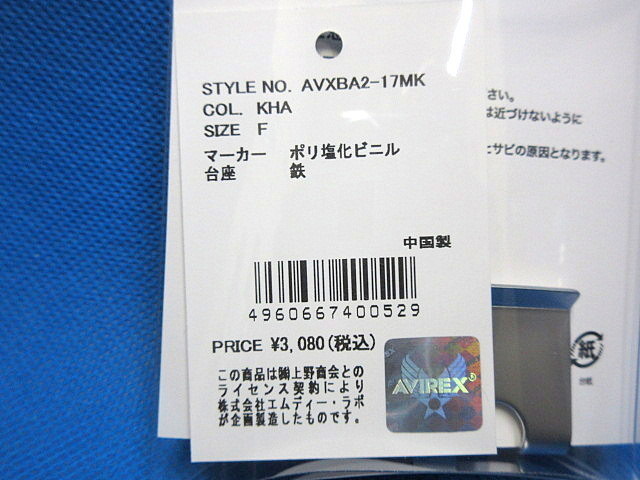 STYLE NO. AVXBA2-17MK
COL. KHA
SIZE F
マーカー ポリ塩化ビニル
台座 鉄
中国製
4960667400529
PRICE ¥3,080(税込)
この商品は㈱上野商会との
ライセンス契約により
株式会社エムディー・ラボ
が企画製造したものです。
AVIREX®
さい。
は近づけないように
とサビの原因となります。
紙
台紙